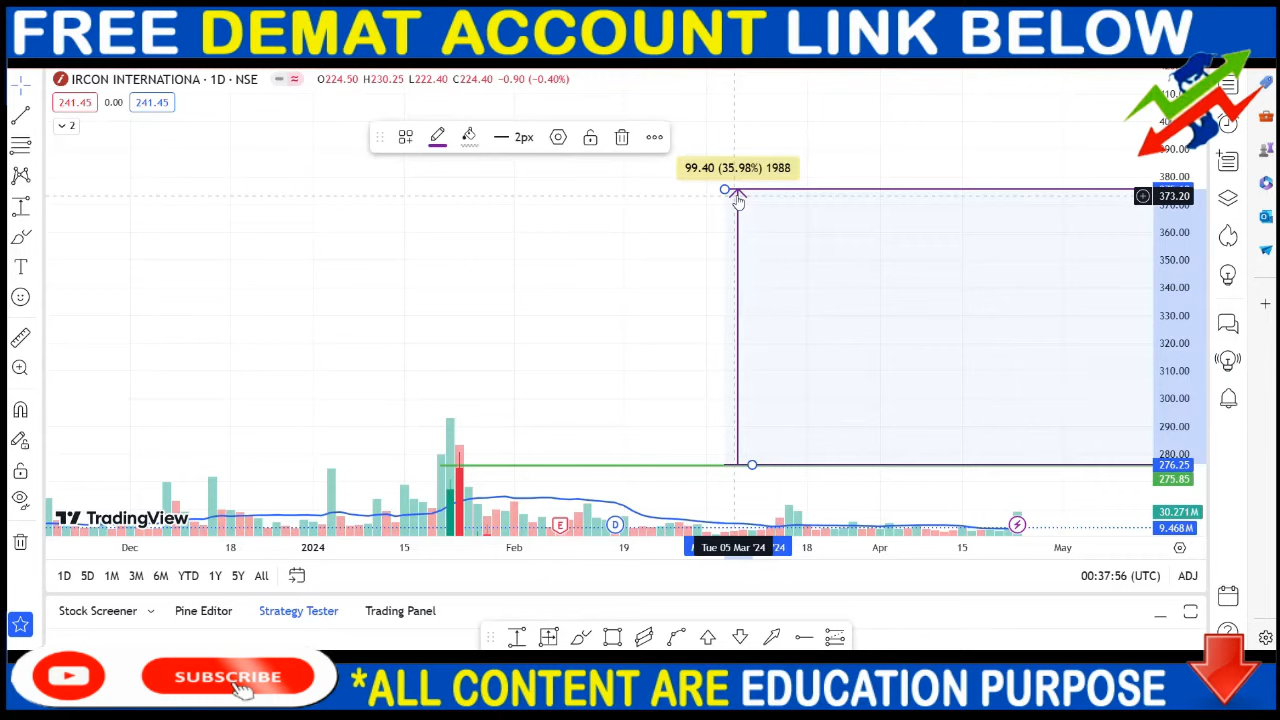 FREE DEMAT ACCOUNT LINK BELOW
IRCON INTERNATIONA · 1D · NSE
O224.50 H230.25 L222.40 C224.40 -0.90 (-0.40%)
241.45 0.00 241.45
2
2px
99.40 (35.98%) 1988
390.00
380.00
373.20
360.00
350.00
340.00
330.00
320.00
310.00
300.00
290.00
280.00
276.25
275.85
30.271M
9.468M
TradingView
E
D
Dec 18 2024 15 Feb 19 Tue 05 Mar '24 '24 18 Apr 15 May
1D 5D 1M 3M 6M YTD 1Y 5Y All
00:37:56 (UTC) ADJ
Stock Screener Pine Editor Strategy Tester Trading Panel
SUBSCRIBE
*ALL CONTENT ARE EDUCATION PURPOSE